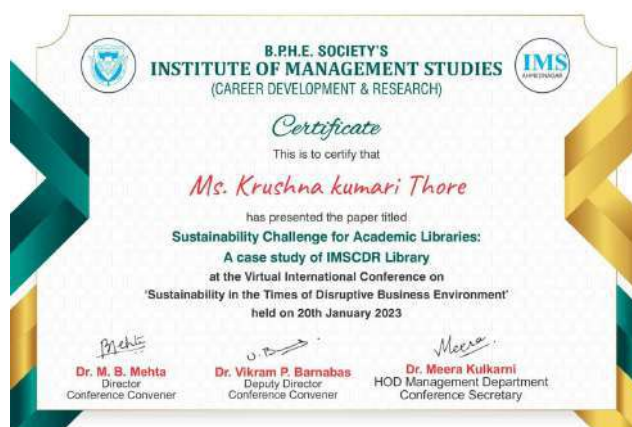 B.P.H.E. SOCIETY'S
INSTITUTE OF MANAGEMENT STUDIES
(CAREER DEVELOPMENT & RESEARCH)
IMS
AHMEDNAGAR
Certificate
This is to certify that
Ms. Krushna kumari Thore
has presented the paper titled
Sustainability Challenge for Academic Libraries:
A case study of IMSCDR Library
at the Virtual International Conference on
'Sustainability in the Times of Disruptive Business Environment'
held on 20th January 2023
Dr. M. B. Mehta
Director
Conference Convener
Dr. Vikram P. Barnabas
Deputy Director
Conference Convener
Meera
Dr. Meera Kulkarni
HOD Management Department
Conference Secretary